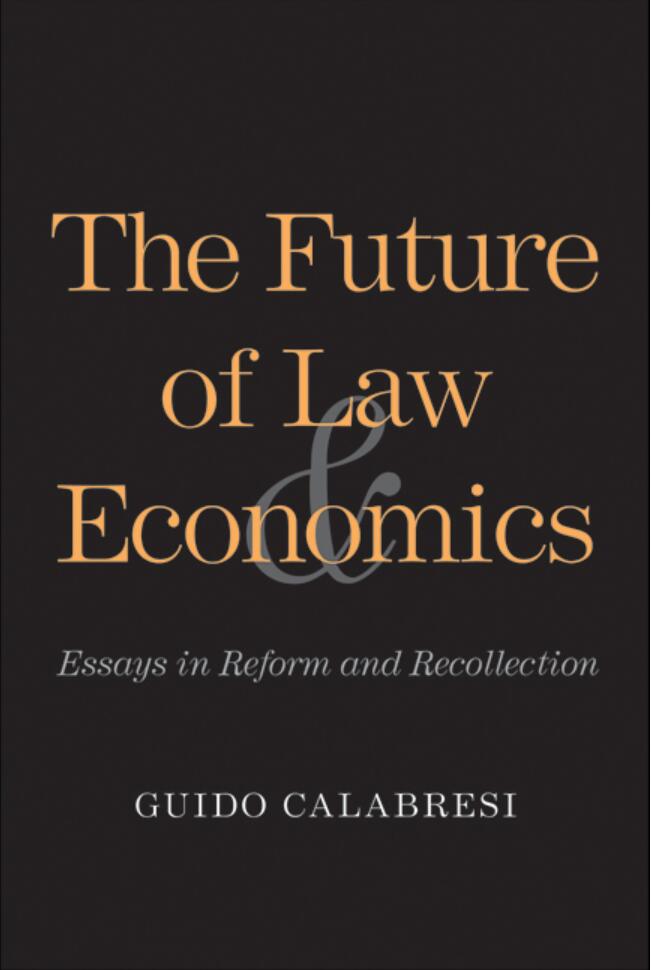 The Future
of Law
&
Economics
Essays in Reform and Recollection
GUIDO CALABRESI